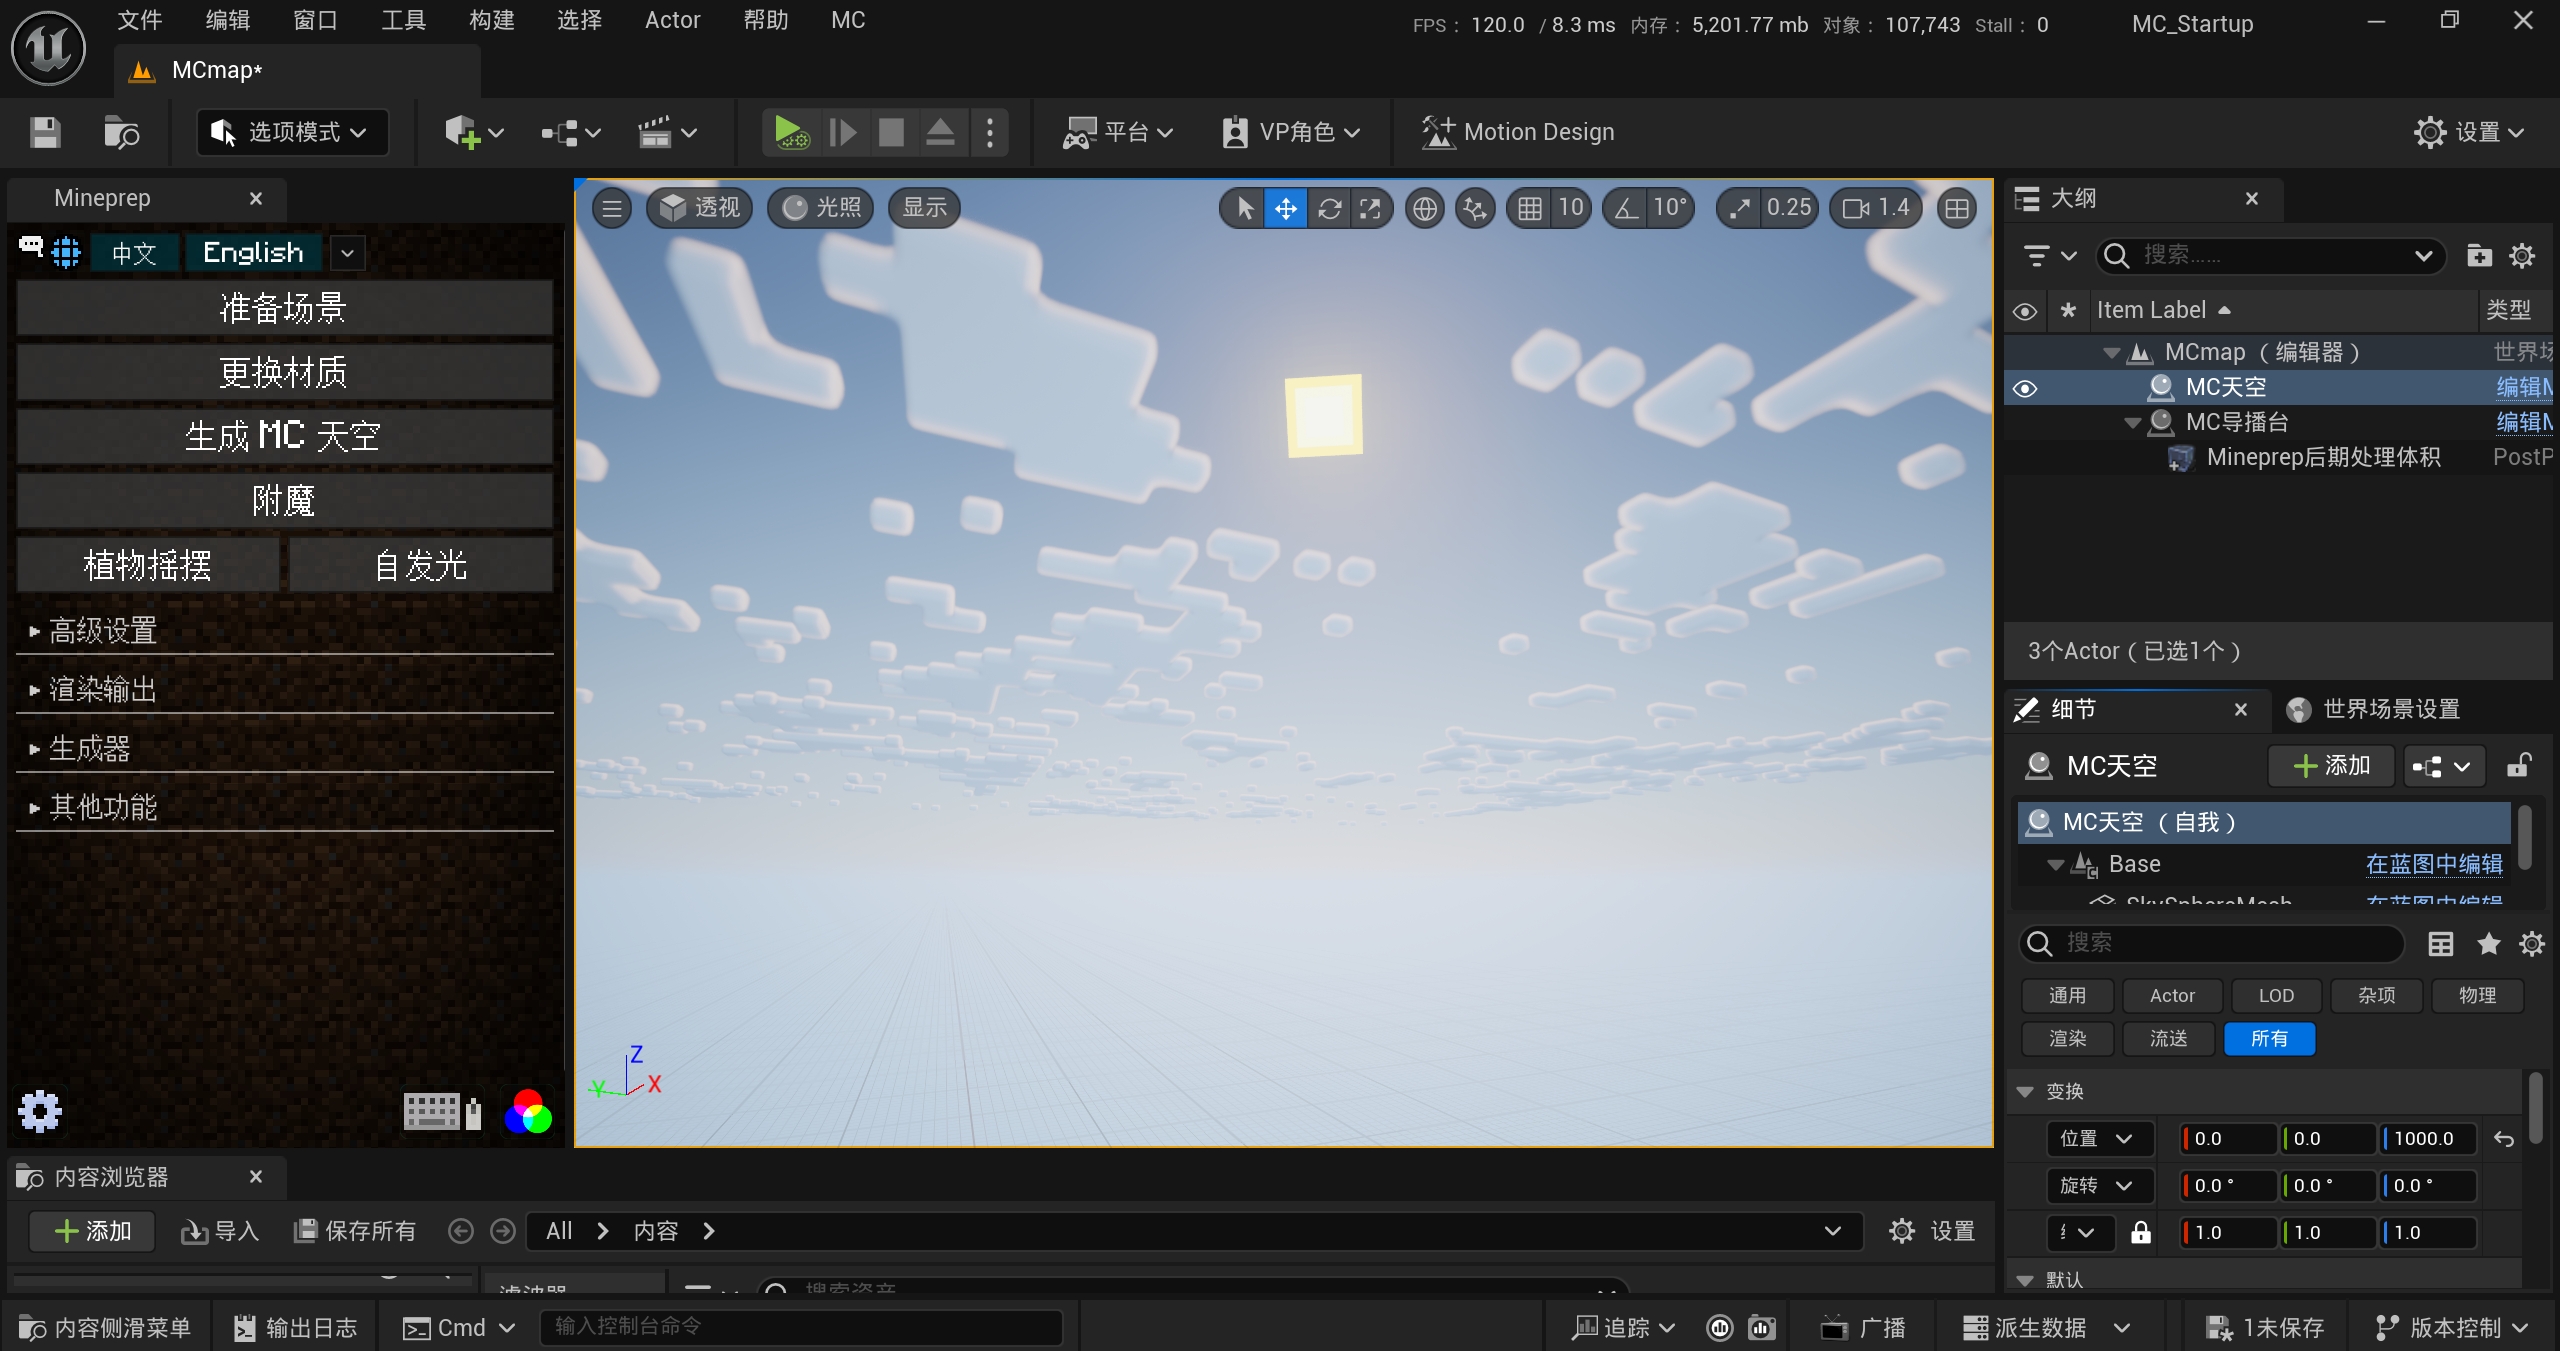 文件 编辑 窗口 工具 构建 选择 Actor 帮助 MC
FPS： 120.0 / 8.3 ms 内存： 5,201.77 mb 对象： 107,743 Stall： 0
MC_Startup
MCmap*
选项模式
平台
VP角色
Motion Design
设置
Mineprep
中文 English
准备场景
更换材质
生成 MC 天空
附魔
植物摇摆 自发光
高级设置
渲染输出
生成器
其他功能
透视 光照 显示
10 10° 0.25 1.4
Z
Y X
大纲
搜索……
Item Label 类型
MCmap（编辑器）
MC天空 编辑
MC导播台 编辑
Mineprep后期处理体积 PostP
3个Actor（已选1个）
细节 世界场景设置
MC天空 添加
MC天空（自我）
Base 在蓝图中编辑
SkySphereMesh 在蓝图中编辑
搜索
通用 Actor LOD 杂项 物理
渲染 流送 所有
变换
位置 0.0 0.0 1000.0
旋转 0.0 ° 0.0 ° 0.0 °
1.0 1.0 1.0
默认
内容浏览器
添加 导入 保存所有 All 内容 设置
滤波器 搜索资产
内容侧滑菜单 输出日志 Cmd 输入控制台命令 追踪 广播 派生数据 1未保存 版本控制